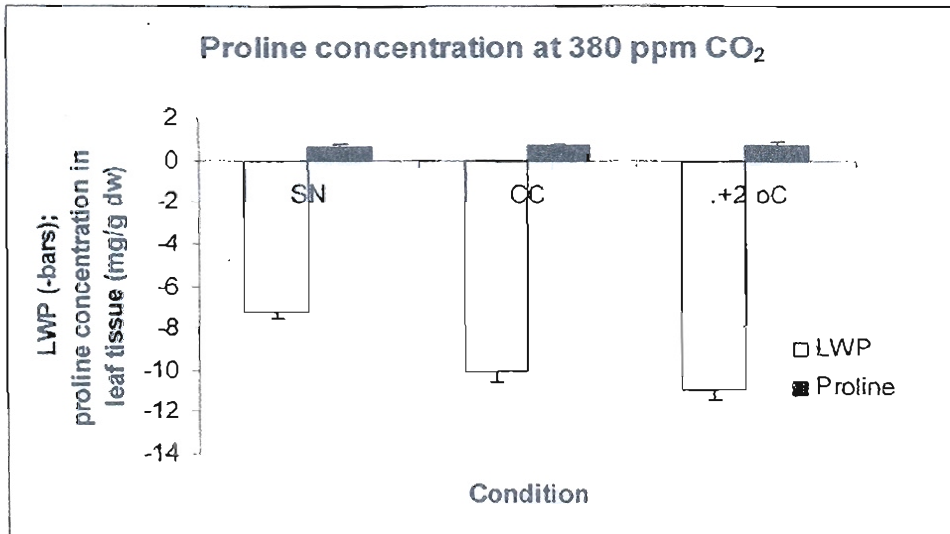 Proline concentration at 380 ppm CO₂
LWP (-bars);
proline concentration in
leaf tissue (mg/g dw)
2
0
-2
-4
-6
-8
-10
-12
-14
SN
CC
.+2 oC
LWP
Proline
Condition